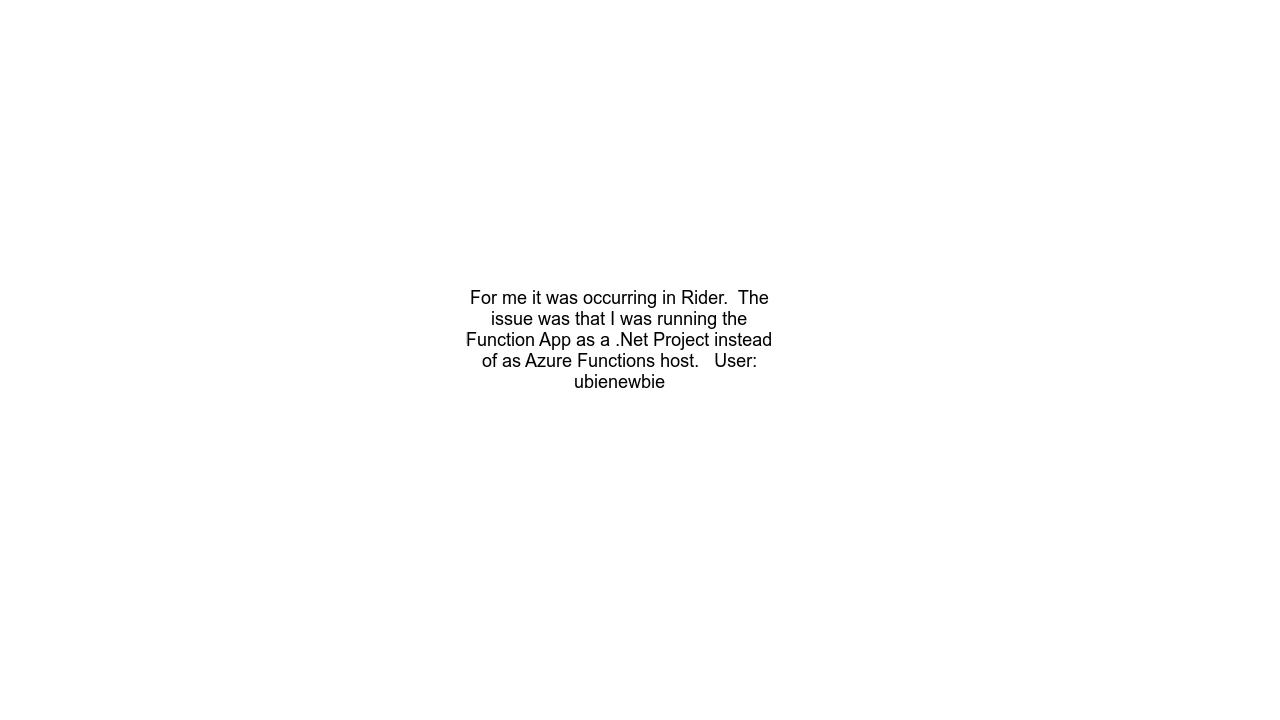 For me it was occurring in Rider.  The
issue was that I was running the
Function App as a .Net Project instead
of as Azure Functions host.   User:
ubienewbie